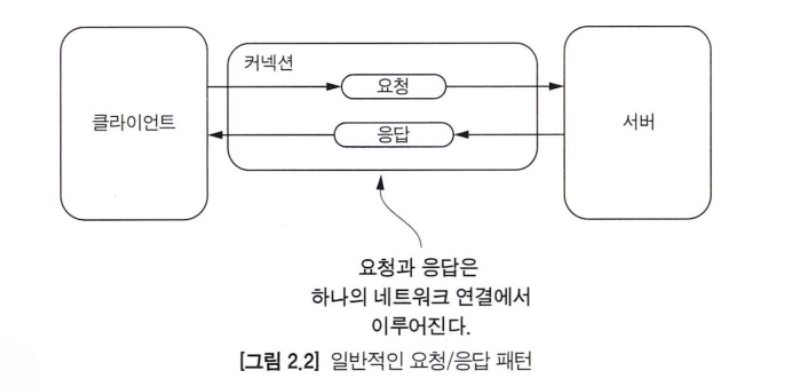 커넥션
클라이언트
요청
응답
서버
요청과 응답은
하나의 네트워크 연결에서
이루어진다.
[그림 2.2] 일반적인 요청/응답 패턴